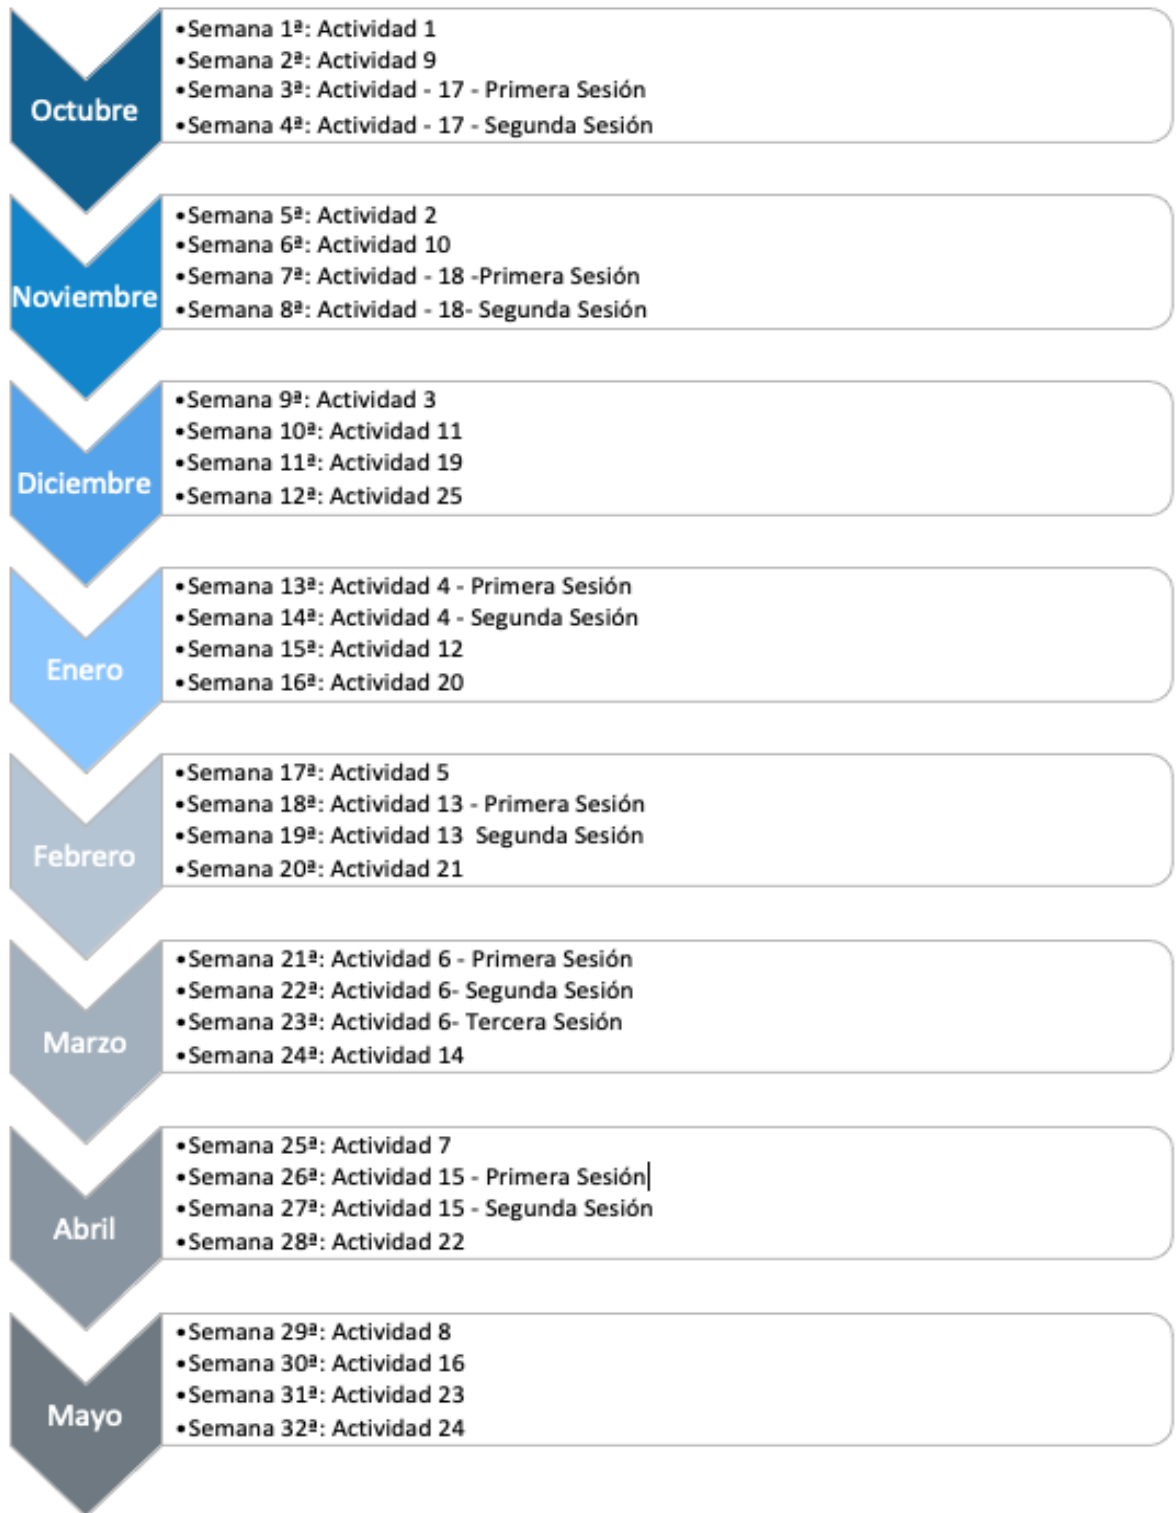 Octubre
•Semana 1ª: Actividad 1
•Semana 2ª: Actividad 9
•Semana 3ª: Actividad - 17 - Primera Sesión
•Semana 4ª: Actividad - 17 - Segunda Sesión
Noviembre
•Semana 5ª: Actividad 2
•Semana 6ª: Actividad 10
•Semana 7ª: Actividad - 18 -Primera Sesión
•Semana 8ª: Actividad - 18- Segunda Sesión
Diciembre
•Semana 9ª: Actividad 3
•Semana 10ª: Actividad 11
•Semana 11ª: Actividad 19
•Semana 12ª: Actividad 25
Enero
•Semana 13ª: Actividad 4 - Primera Sesión
•Semana 14ª: Actividad 4 - Segunda Sesión
•Semana 15ª: Actividad 12
•Semana 16ª: Actividad 20
Febrero
•Semana 17ª: Actividad 5
•Semana 18ª: Actividad 13 - Primera Sesión
•Semana 19ª: Actividad 13  Segunda Sesión
•Semana 20ª: Actividad 21
Marzo
•Semana 21ª: Actividad 6 - Primera Sesión
•Semana 22ª: Actividad 6- Segunda Sesión
•Semana 23ª: Actividad 6- Tercera Sesión
•Semana 24ª: Actividad 14
Abril
•Semana 25ª: Actividad 7
•Semana 26ª: Actividad 15 - Primera Sesión
•Semana 27ª: Actividad 15 - Segunda Sesión
•Semana 28ª: Actividad 22
Mayo
•Semana 29ª: Actividad 8
•Semana 30ª: Actividad 16
•Semana 31ª: Actividad 23
•Semana 32ª: Actividad 24